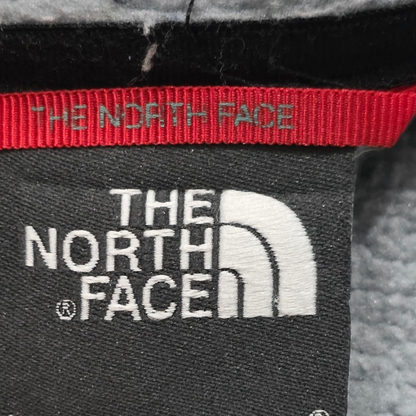 THE NORTH FACE
THE
NORTH
® FACE
®